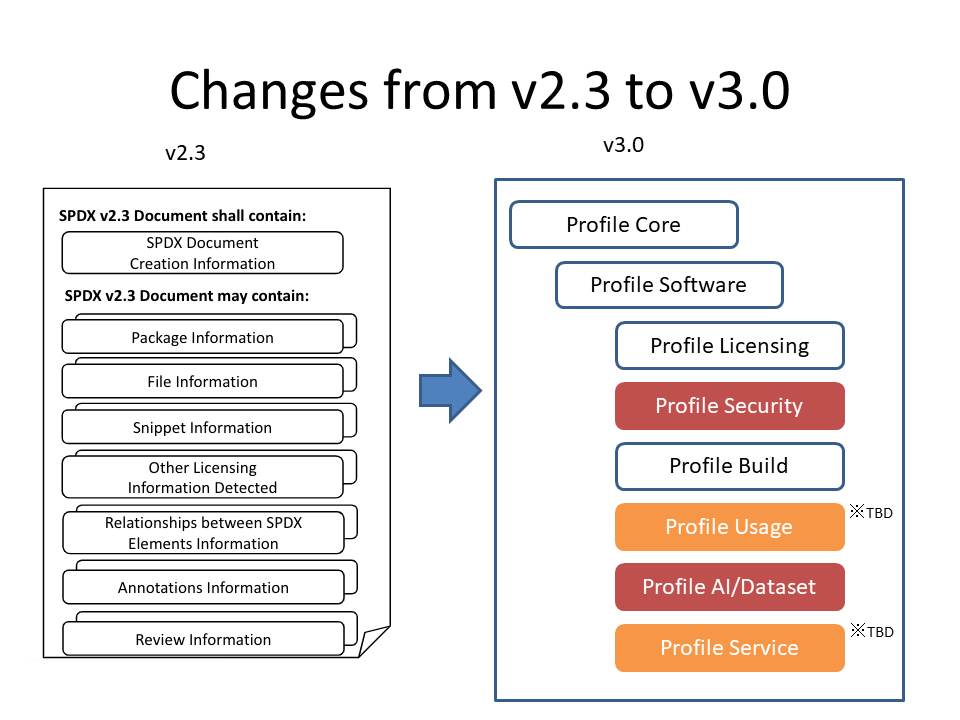 Changes from v2.3 to v3.0
v2.3
SPDX v2.3 Document shall contain:
SPDX Document
Creation Information
SPDX v2.3 Document may contain:
Package Information
File Information
Snippet Information
Other Licensing
Information Detected
Relationships between SPDX
Elements Information
Annotations Information
Review Information
v3.0
Profile Core
Profile Software
Profile Licensing
Profile Security
Profile Build
Profile Usage
※TBD
Profile AI/Dataset
Profile Service
※TBD